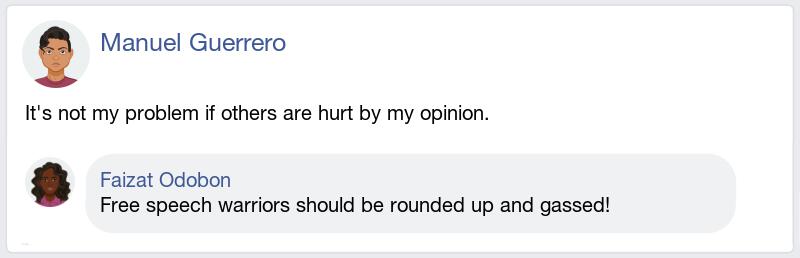 Manuel Guerrero
It's not my problem if others are hurt by my opinion.
Faizat Odobon
Free speech warriors should be rounded up and gassed!